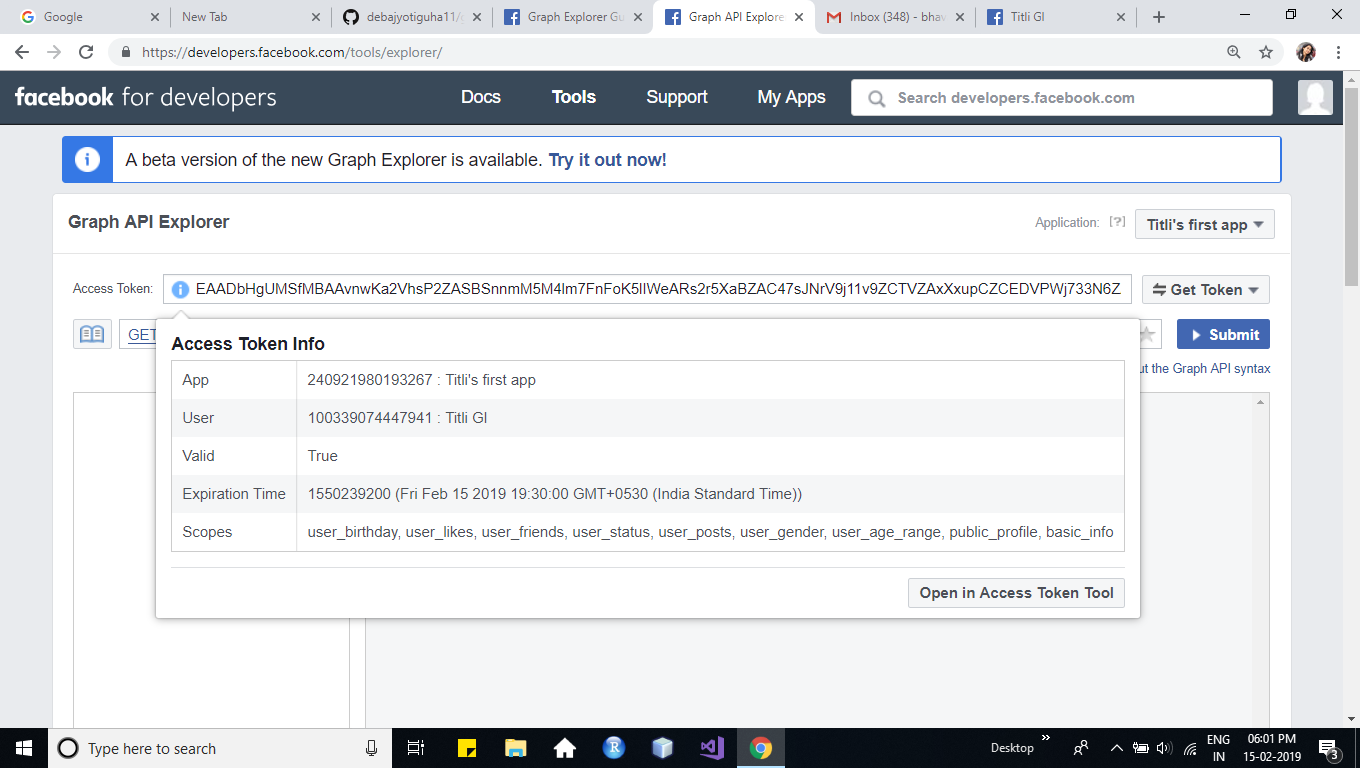 Google
New Tab
debajyotiguha11/
Graph Explorer Gu
Graph API Explore
Inbox (348) - bhav
Titli Gl
https://developers.facebook.com/tools/explorer/
facebook for developers
Docs
Tools
Support
My Apps
Search developers.facebook.com
A beta version of the new Graph Explorer is available. Try it out now!
Graph API Explorer
Application: [?]
Titli's first app
Access Token:
EAADbHgUMSfMBAAvnwKa2VhsP2ZASBSnnmM5M4lm7FnFoK5lIWeARs2r5XaBZAC47sJNrV9j11v9ZCTVZAxXxupCZCEDVPWj733N6Z
Get Token
GET
Submit
ut the Graph API syntax
Access Token Info
App 240921980193267 : Titli's first app
User 100339074447941 : Titli Gl
Valid True
Expiration Time 1550239200 (Fri Feb 15 2019 19:30:00 GMT+0530 (India Standard Time))
Scopes user_birthday, user_likes, user_friends, user_status, user_posts, user_gender, user_age_range, public_profile, basic_info
Open in Access Token Tool
Type here to search
Desktop
ENG
IN
06:01 PM
15-02-2019
3